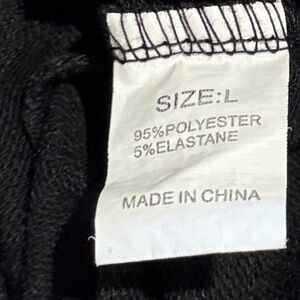 SIZE:L
95%POLYESTER
5%ELASTANE
MADE IN CHINA